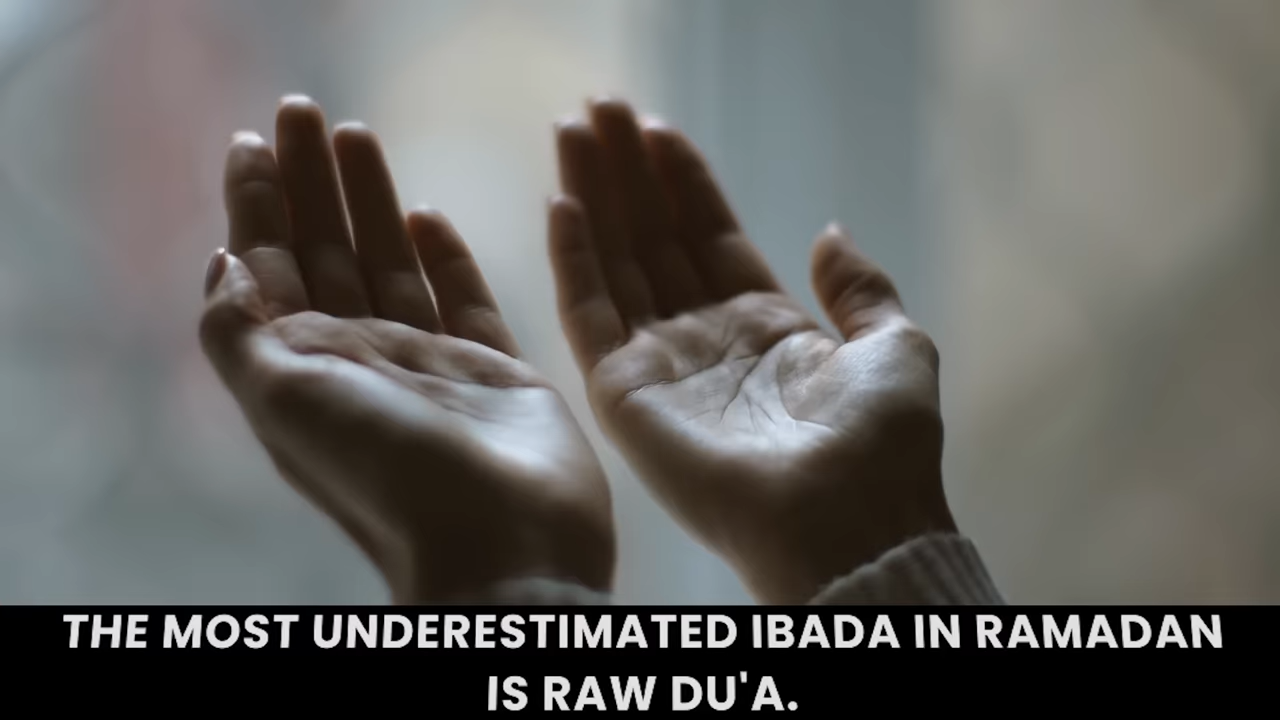 THE MOST UNDERESTIMATED IBADA IN RAMADAN
IS RAW DU'A.